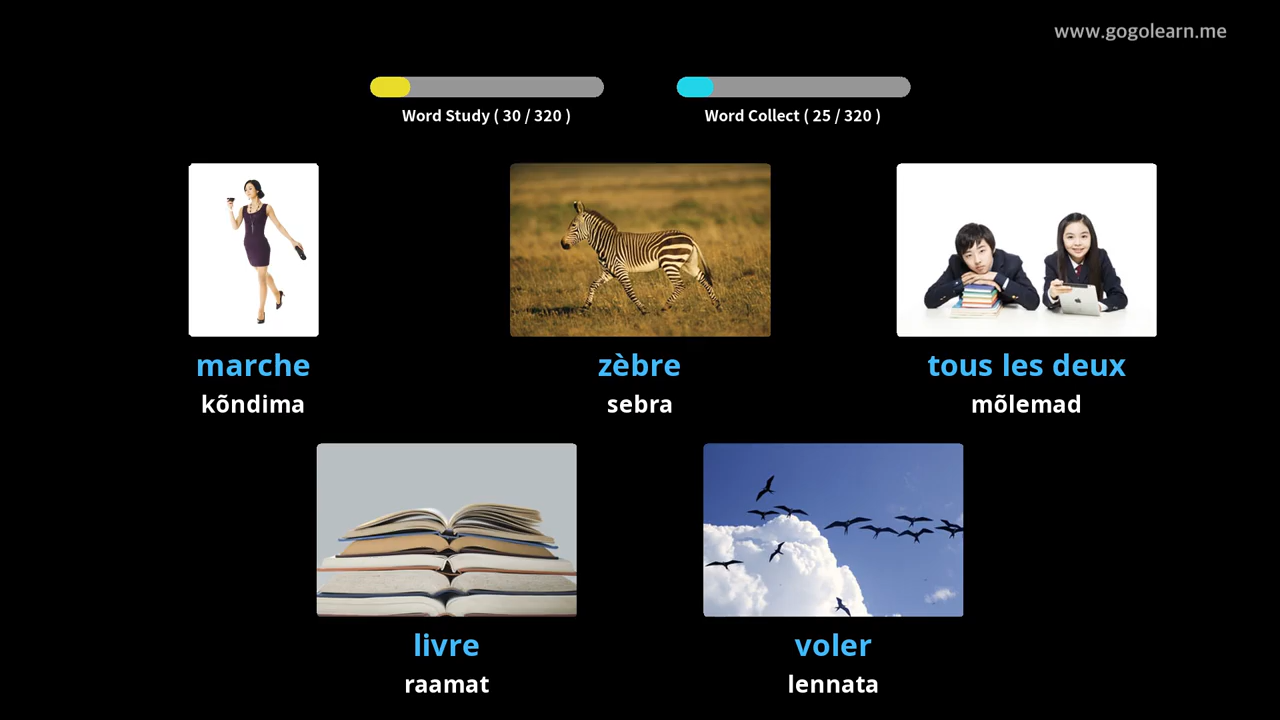 www.gogolearn.me
Word Study ( 30 / 320 )
Word Collect ( 25 / 320 )
marche
kõndima
zèbre
sebra
tous les deux
mõlemad
livre
raamat
voler
lennata